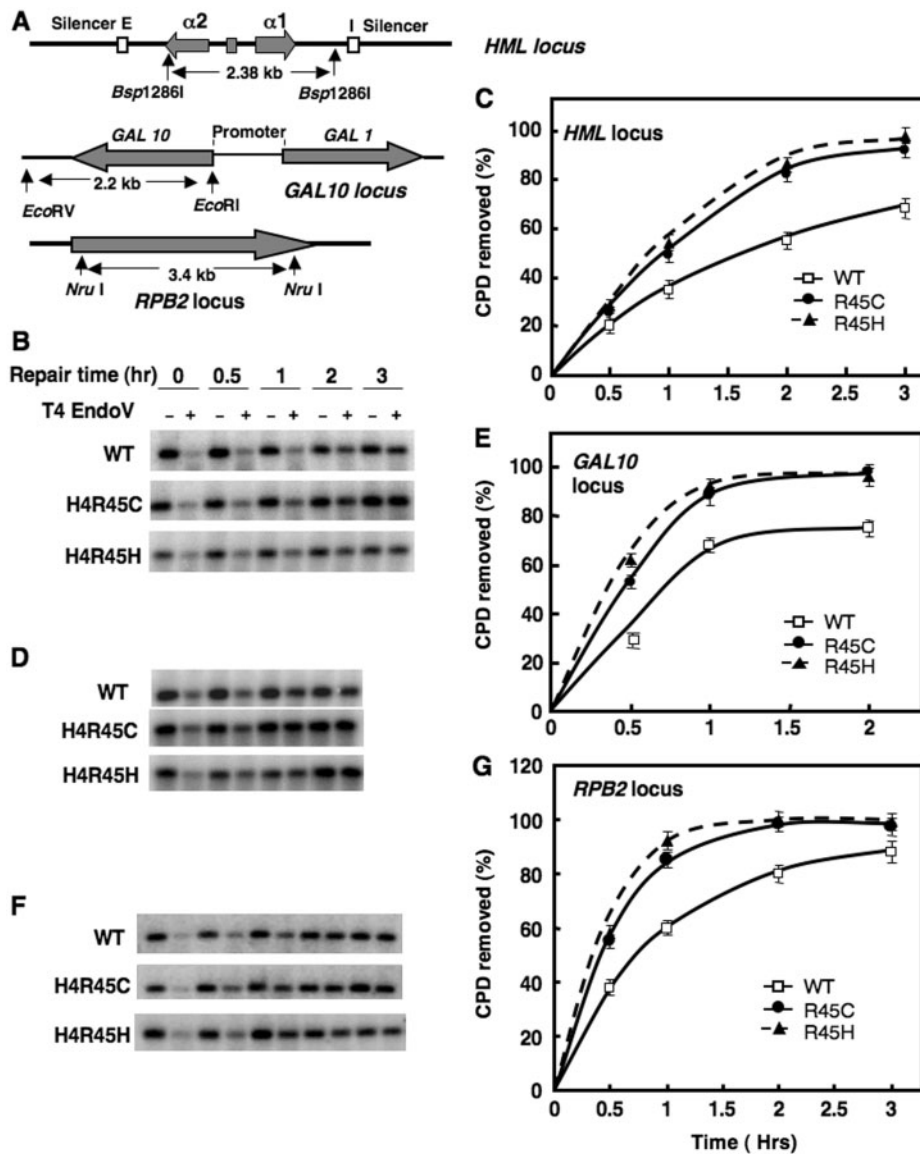 A
Silencer E
α2
α1
I Silencer
HML locus
2.38 kb
Bsp1286I
Bsp1286I
GAL 10
Promoter
GAL 1
2.2 kb
GAL10 locus
EcoRV
EcoRI
3.4 kb
Nru I
RPB2 locus
Nru I
B
Repair time (hr) 0 0.5 1 2 3
T4 EndoV − + − + − + − + − +
WT
H4R45C
H4R45H
D
WT
H4R45C
H4R45H
F
WT
H4R45C
H4R45H
C
HML locus
CPD removed (%)
100
80
60
40
20
0
WT
R45C
R45H
0 0.5 1 1.5 2 2.5 3
E
GAL10
locus
CPD removed (%)
100
80
60
40
20
0
WT
R45C
R45H
0 0.5 1 1.5 2
G
RPB2 locus
CPD removed (%)
120
100
80
60
40
20
0
WT
R45C
R45H
0 0.5 1 1.5 2 2.5 3
Time ( Hrs)